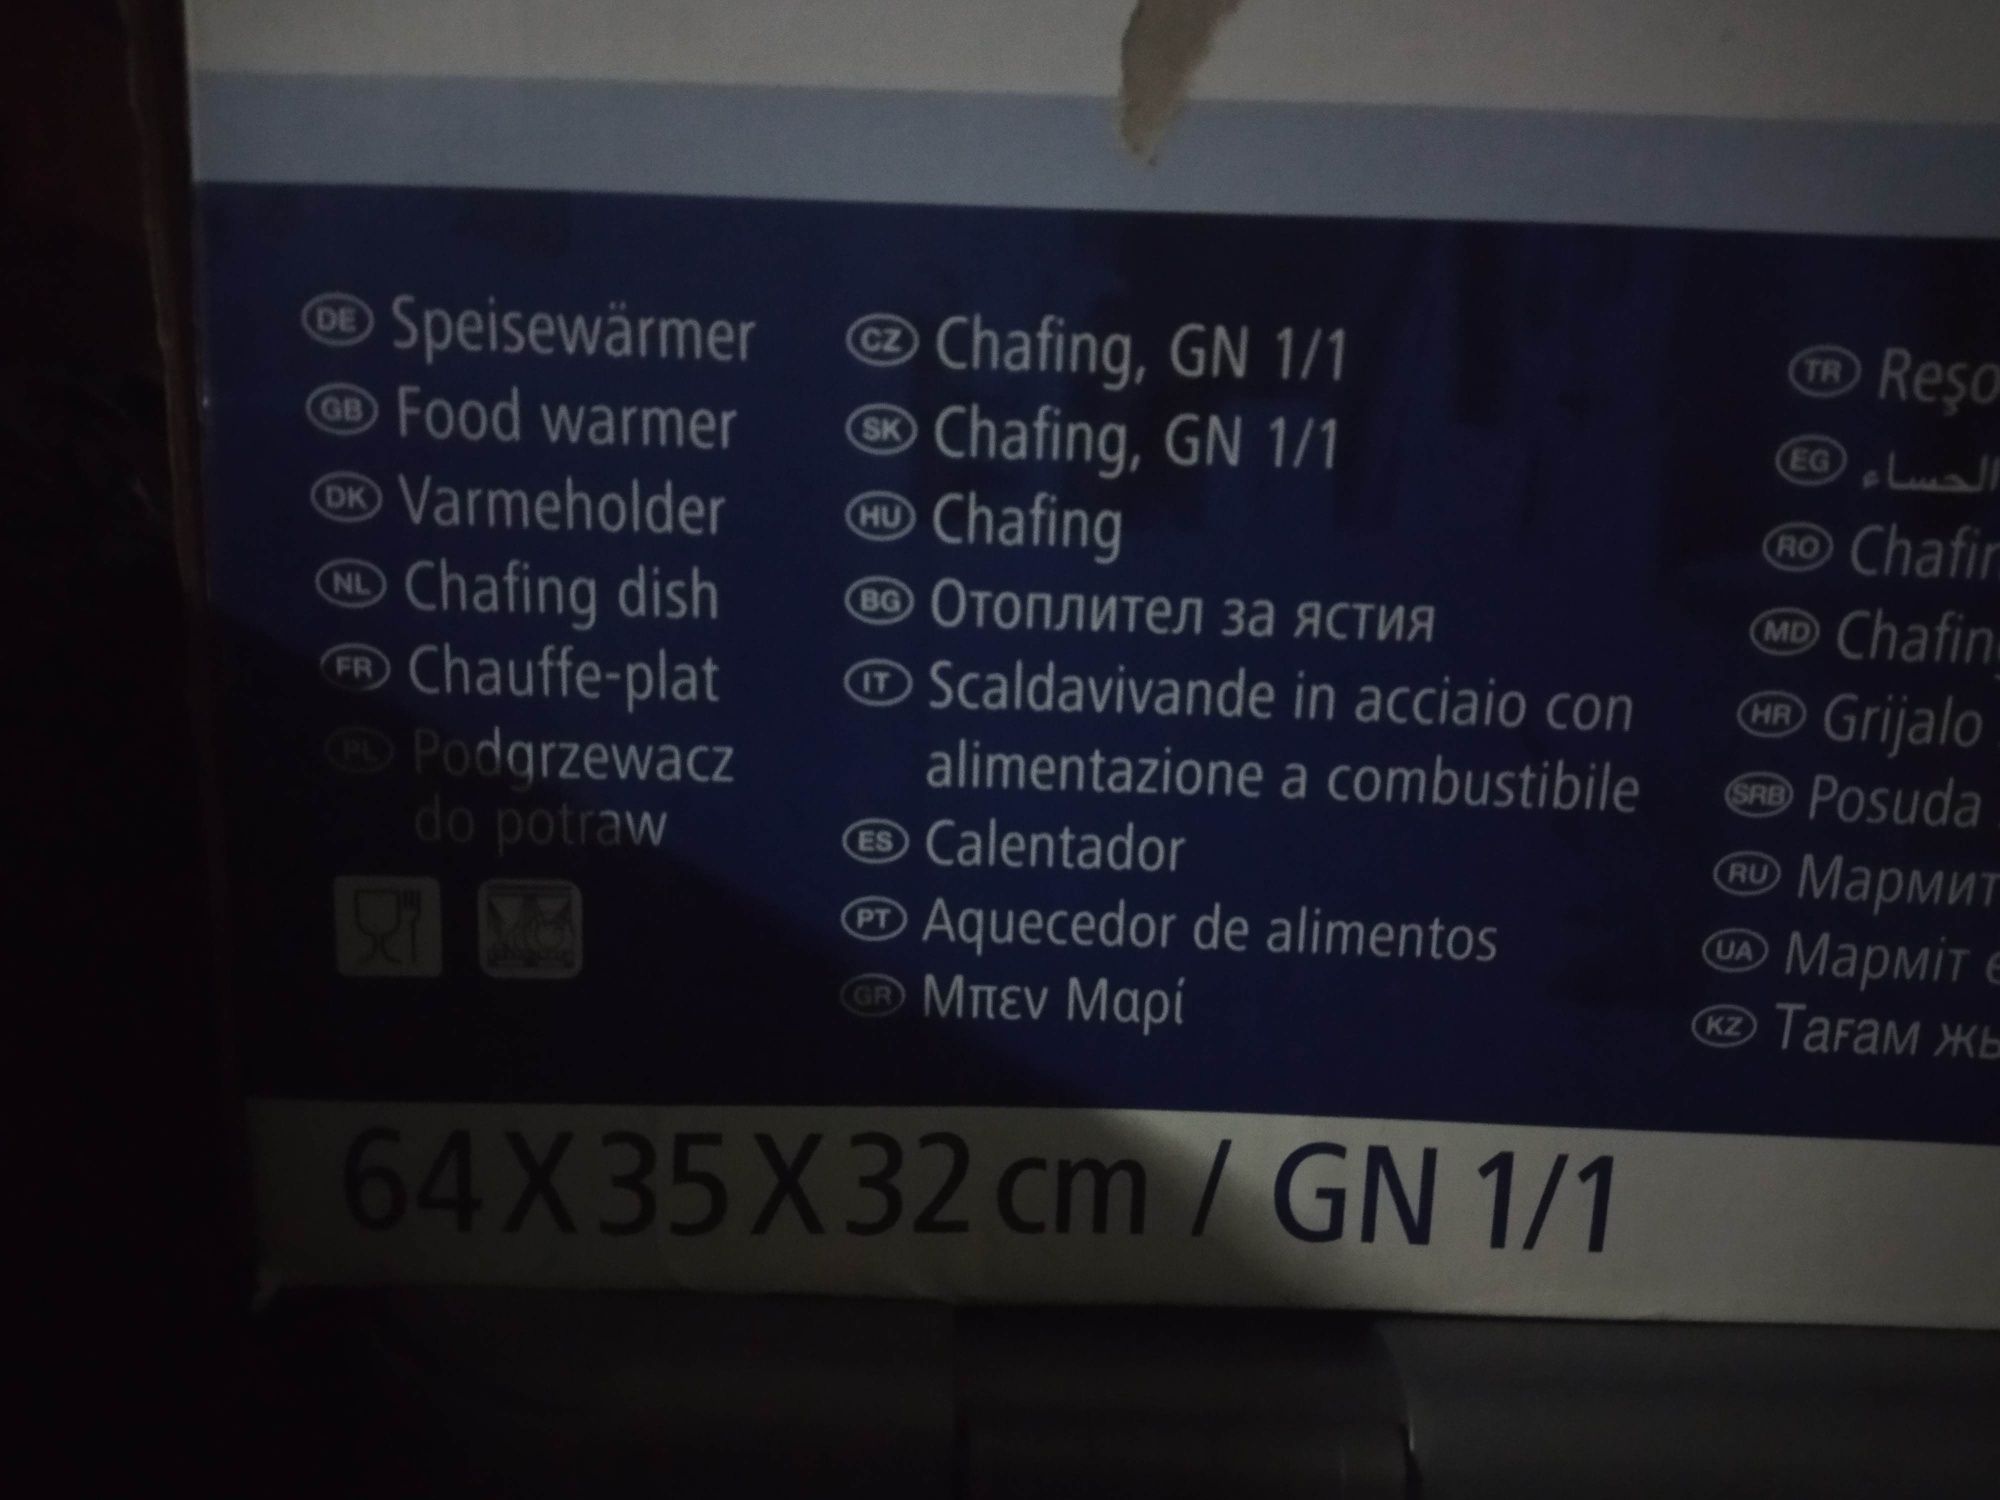 DE Speisewärmer
GB Food warmer
DK Varmeholder
NL Chafing dish
FR Chauffe-plat
PL Podgrzewacz
do potraw
CZ Chafing, GN 1/1
SK Chafing, GN 1/1
HU Chafing
BG Отоплител за ястия
IT Scaldavivande in acciaio con
alimentazione a combustibile
ES Calentador
PT Aquecedor de alimentos
GR Μπεν Μαρί
TR
EG الحساء
RO
MD
HR Grijalo
SRB Posuda
RU
UA Марміт
KZ Тағам
64 X 35 X 32 cm / GN 1/1